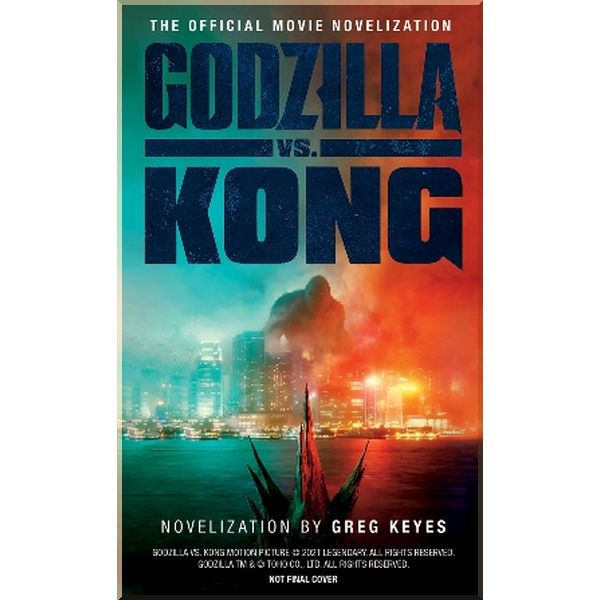 THE OFFICIAL MOVIE NOVELIZATION
GODZILLA
VS.
KONG
NOVELIZATION BY GREG KEYES
GODZILLA VS. KONG MOTION PICTURE © 2021 LEGENDARY. ALL RIGHTS RESERVED.
GODZILLA TM & © TOHO CO., LTD. ALL RIGHTS RESERVED.
NOT FINAL COVER